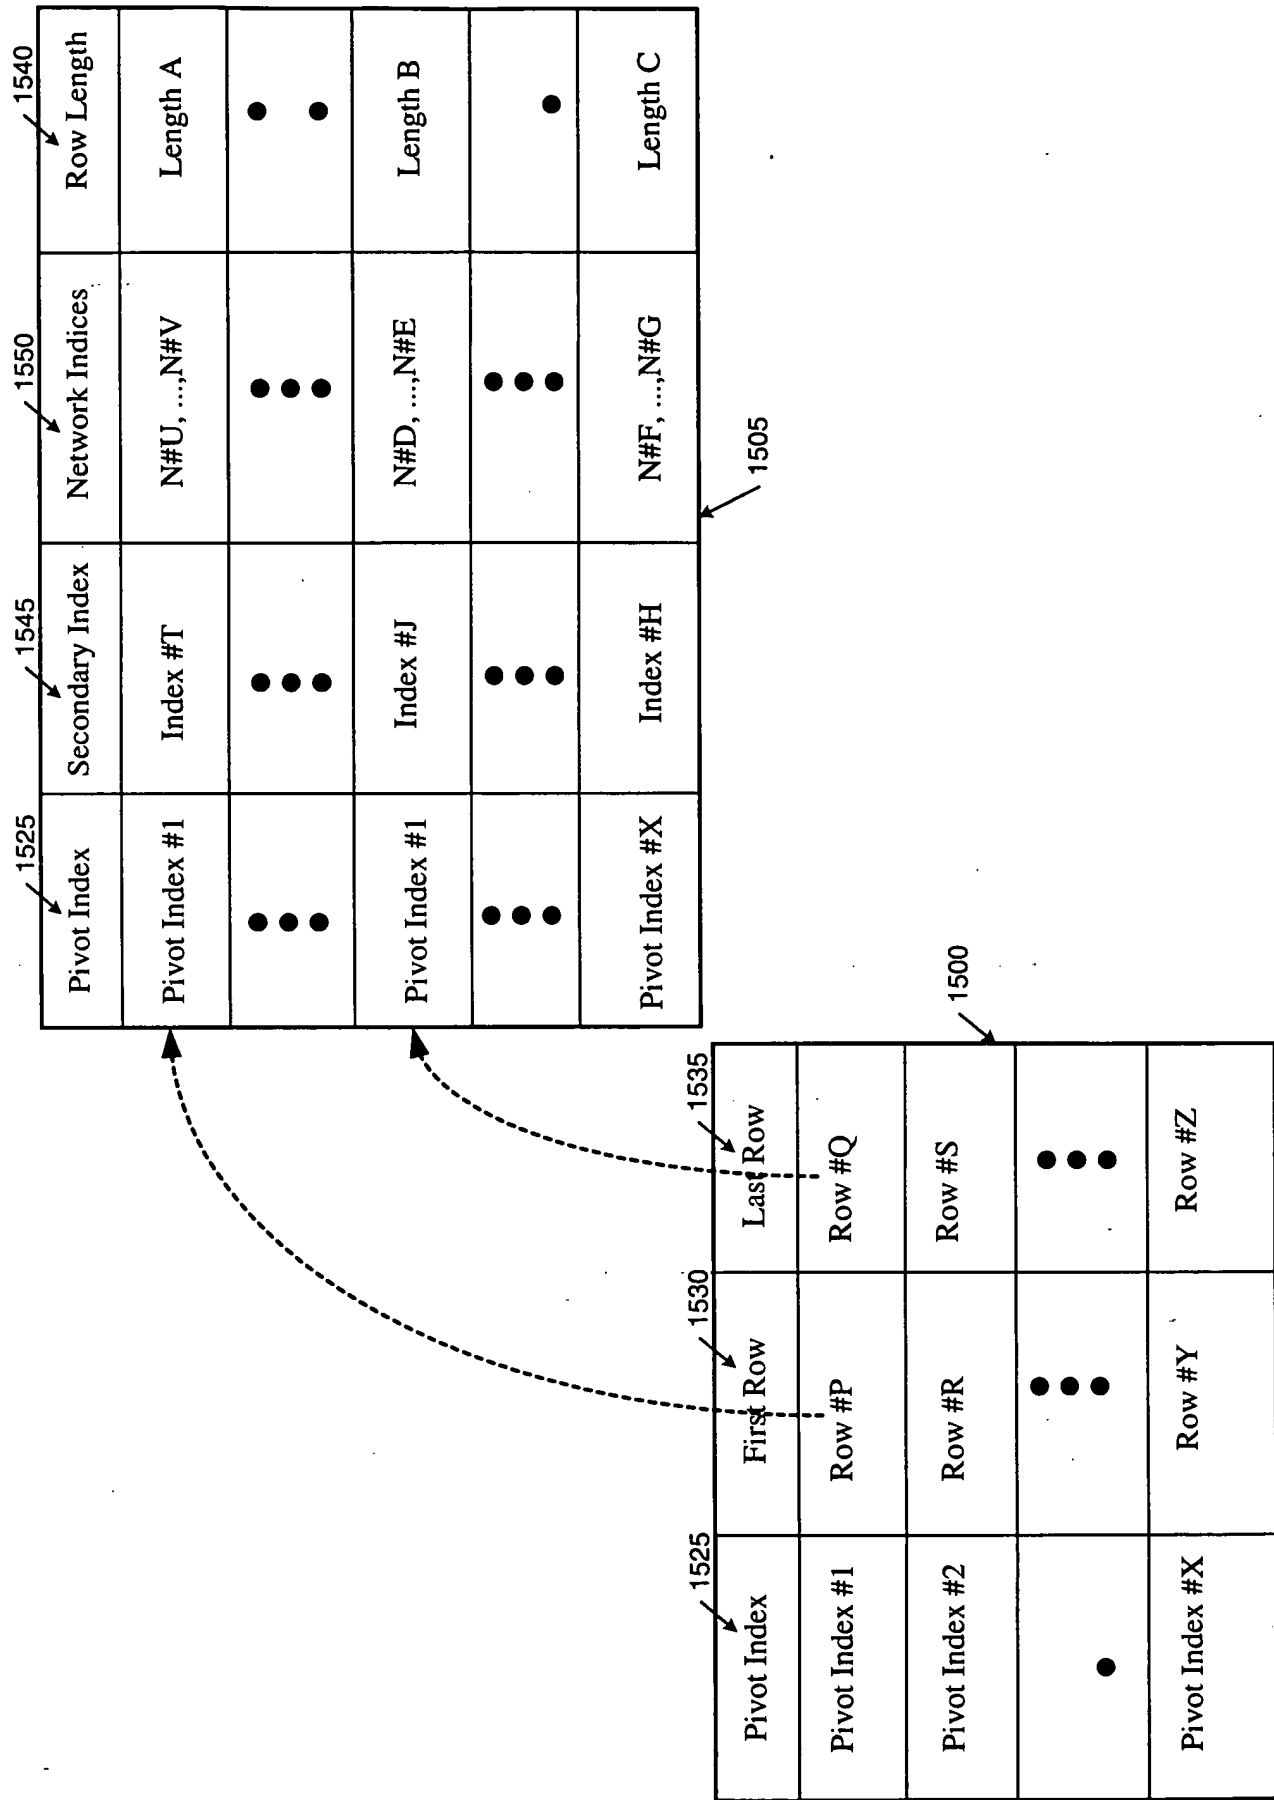 1525 1530 1535
Pivot Index First Row Last Row
Pivot Index #1 Row #P Row #Q
Pivot Index #2 Row #R Row #S
Pivot Index #X Row #Y Row #Z
1500
1525 1545 1550 1540
Pivot Index Secondary Index Network Indices Row Length
Pivot Index #1 Index #T N#U, ...,N#V Length A
Pivot Index #1 Index #J N#D, ...,N#E Length B
Pivot Index #X Index #H N#F, ...,N#G Length C
1505